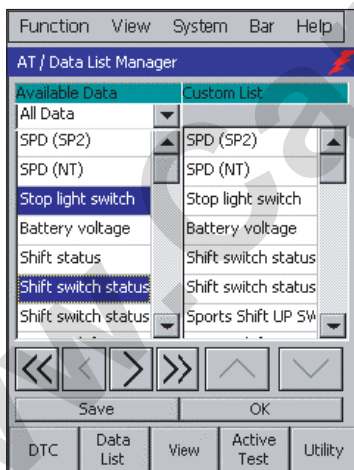 Function View System Bar Help
AT / Data List Manager
Available Data Custom List
All Data
SPD (SP2) SPD (SP2)
SPD (NT) SPD (NT)
Stop light switch Stop light switch
Battery voltage Battery voltage
Shift status Shift switch sta
Shift switch status Shift switch sta
Shift switch status Sports Shift UP SW
Save OK
DTC Data List View Active Test Utility